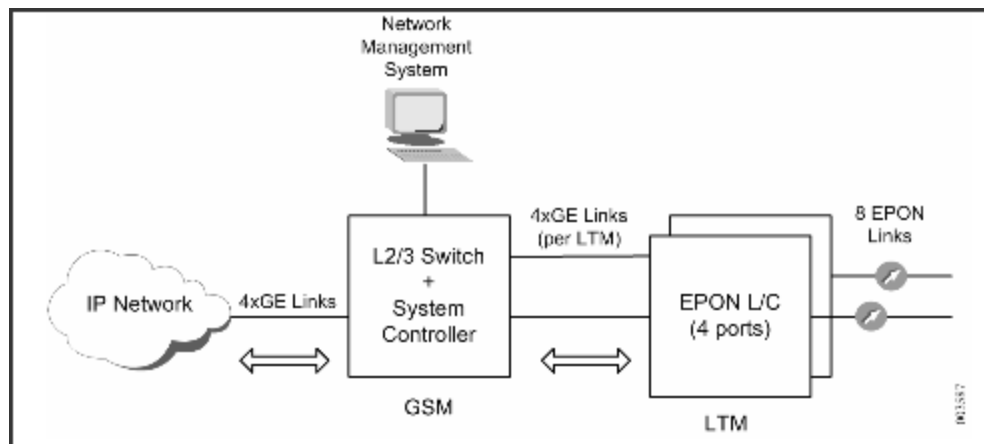 Network
Management
System
IP Network
4xGE Links
L2/3 Switch
+
System
Controller
GSM
4xGE Links
(per LTM)
EPON L/C
(4 ports)
LTM
8 EPON
Links
003557